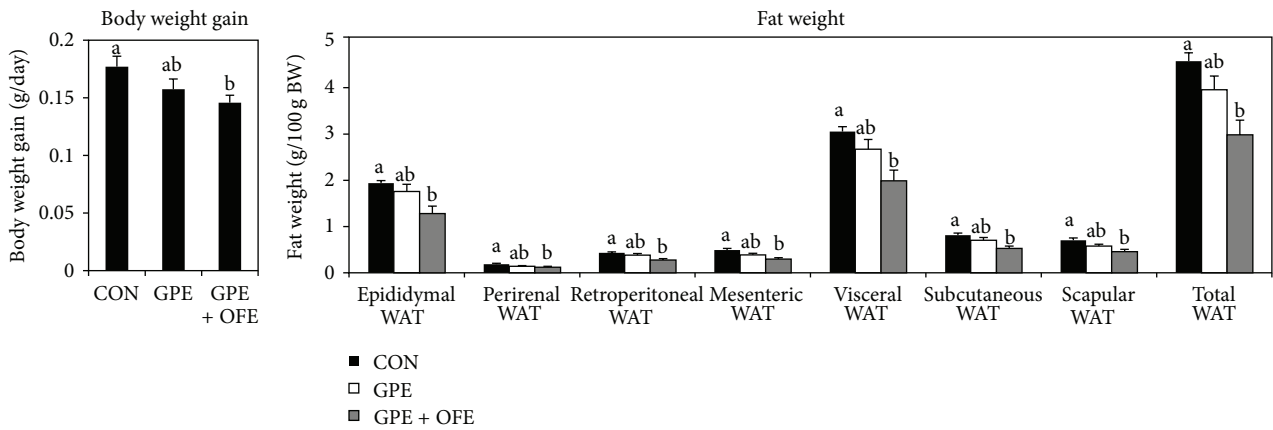 Body weight gain
Body weight gain (g/day)
0.2
0.15
0.1
0.05
0
a
ab
b
CON
GPE
GPE
+ OFE
Fat weight
Fat weight (g/100 g BW)
5
4
3
2
1
0
a
ab
b
a
ab
b
a
ab
b
a
ab
b
a
ab
b
a
ab
b
a
ab
b
a
ab
b
Epididymal
WAT
Perirenal
WAT
Retroperitoneal
WAT
Mesenteric
WAT
Visceral
WAT
Subcutaneous
WAT
Scapular
WAT
Total
WAT
CON
GPE
GPE + OFE